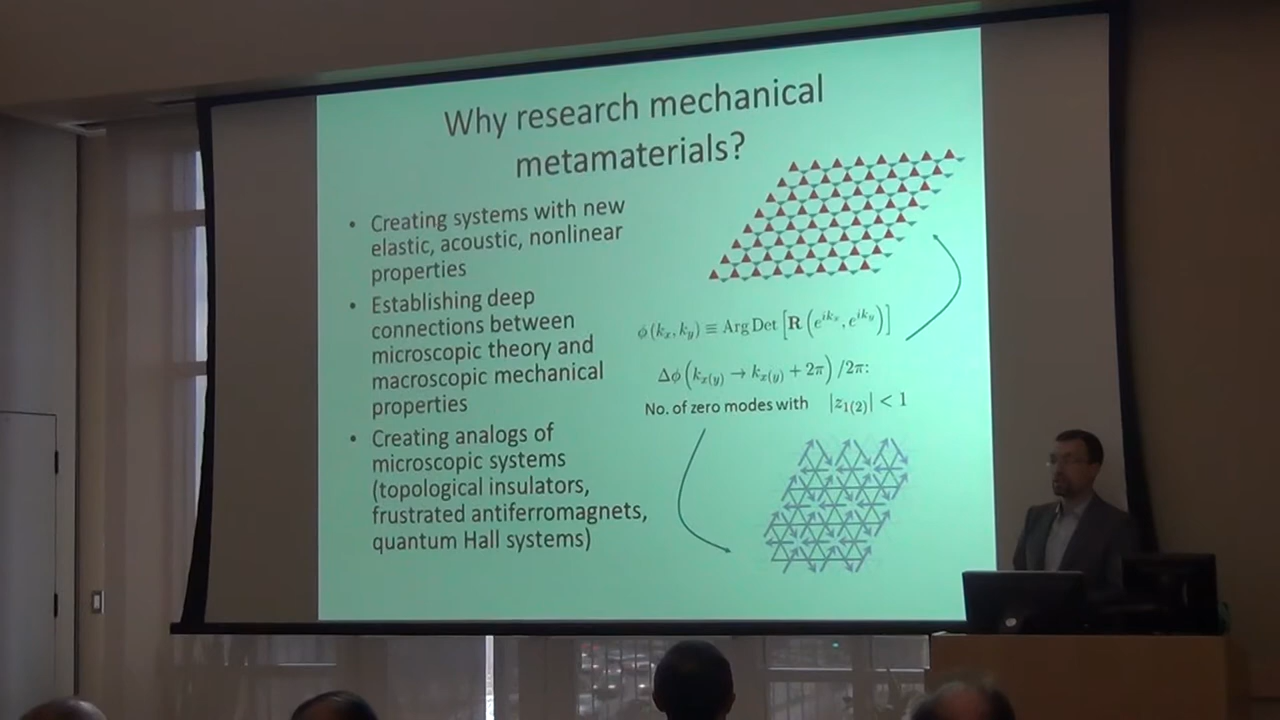 Why research mechanical
metamaterials?
• Creating systems with new
elastic, acoustic, nonlinear
properties
• Establishing deep
connections between
microscopic theory and
macroscopic mechanical
properties
• Creating analogs of
microscopic systems
(topological insulators,
frustrated antiferromagnets,
quantum Hall systems)
ϕ(kₓ, kᵧ) ≡ Arg Det [R (e^{ikₓ}, e^{ikᵧ})]
Δϕ (kₓ₍ᵧ₎ → kₓ₍ᵧ₎ + 2π) /2π:
No. of zero modes with |z₁₍₂₎| < 1